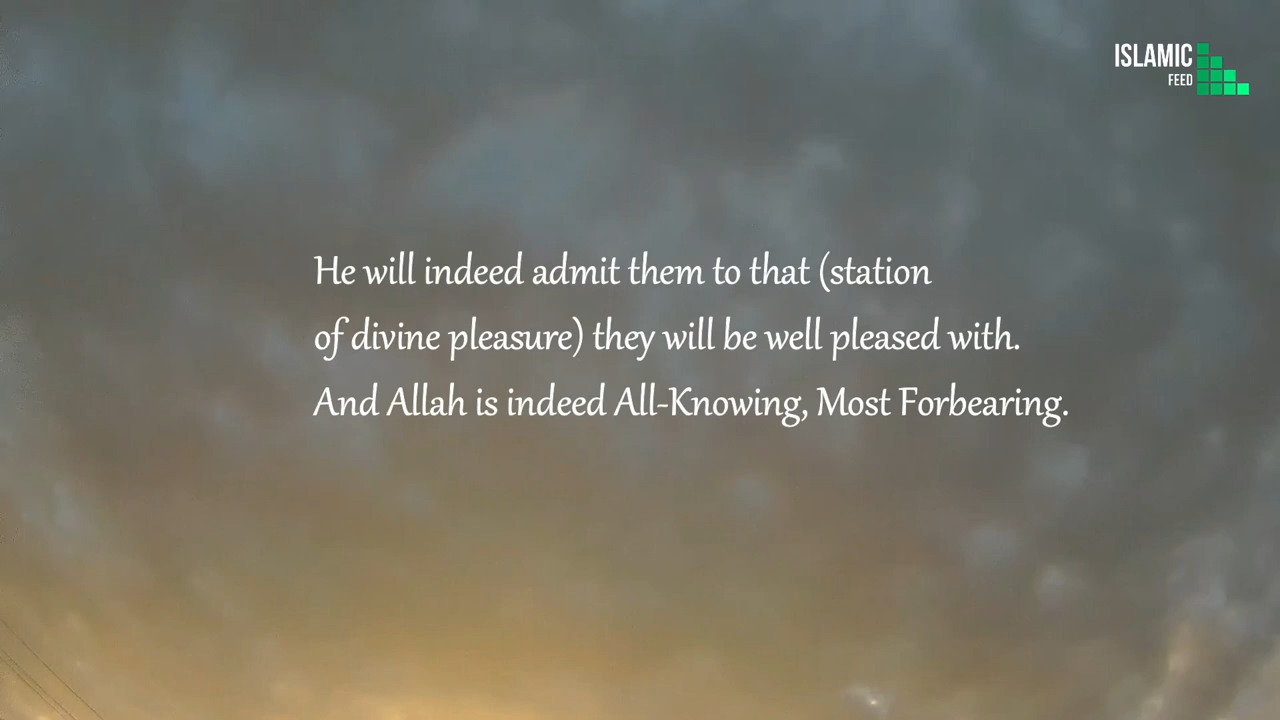 ISLAMIC
FEED
He will indeed admit them to that (station
of divine pleasure) they will be well pleased with.
And Allah is indeed All-Knowing, Most Forbearing.